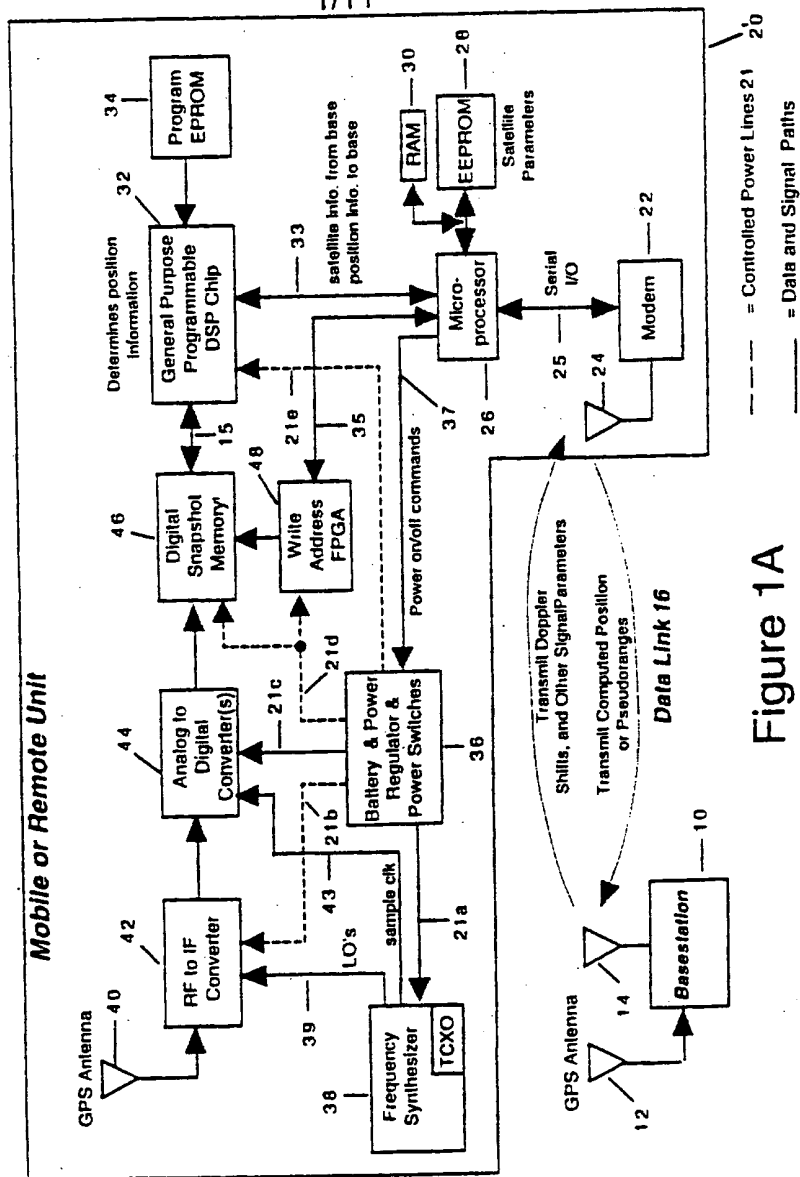 1/14
Mobile or Remote Unit
GPS Antenna
40
42
RF to IF
Converter
44
Analog to
Digital
Converter(s)
46
Digital
Snapshot
Memory
15
Determines position
Information
32
General Purpose
Programmable
DSP Chip
34
Program
EPROM
39
LO's
43
sample clk
21b
21c
21d
48
Write
Address
FPGA
21e
35
33
satellite Info. from base
position Info. to base
38
Frequency
Synthesizer
TCXO
21a
Battery & Power
Regulator &
Power Switches
36
Power on/off commands
37
Micro-
processor
26
RAM
30
EEPROM
28
Satellite
Parameters
25
Serial
I/O
24
Modem
22
20
GPS Antenna
12
14
Basestation
10
Transmit Doppler
Shifts, and Other SignalParameters
Transmit Computed Position
or Pseudoranges
Data Link 16
= Controlled Power Lines 21
= Data and Signal Paths
Figure 1A